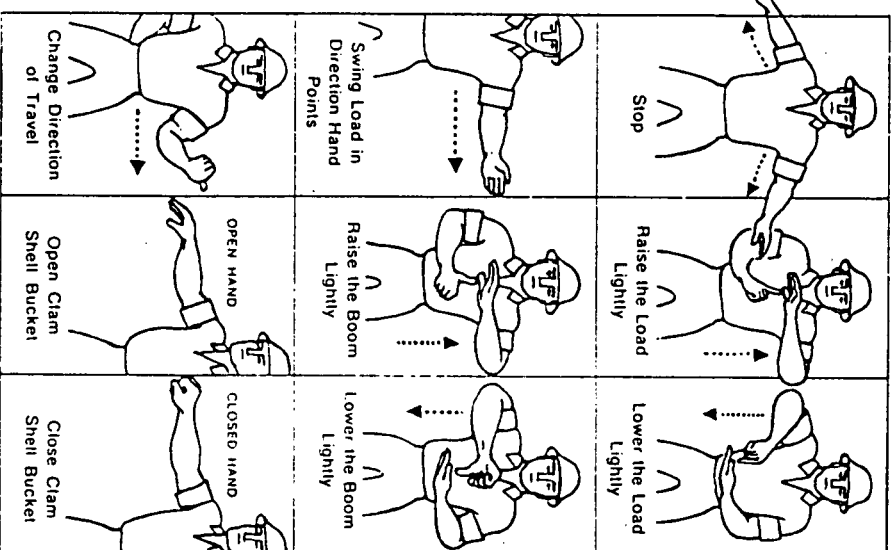 Stop
Raise the Load
Lightly
Lower the Load
Lightly
Swing Load in
Direction Hand
Points
Raise the Boom
Lightly
Lower the Boom
Lightly
Change Direction
of Travel
OPEN HAND
Open Clam
Shell Bucket
CLOSED HAND
Close Clam
Shell Bucket